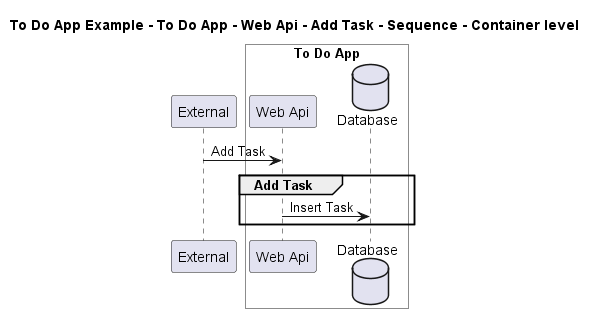 To Do App Example - To Do App - Web Api - Add Task - Sequence - Container level
To Do App
External
Web Api
Database
Add Task
Add Task
Insert Task
External
Web Api
Database